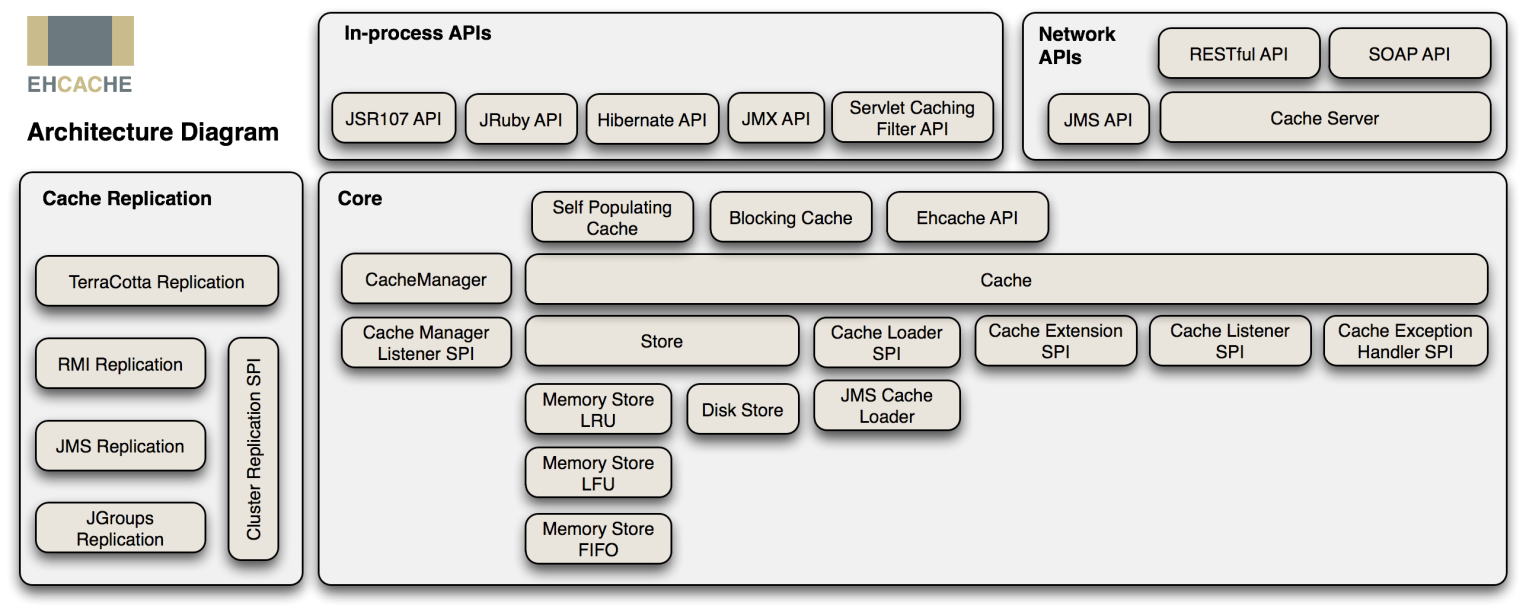 EHCACHE
Architecture Diagram
In-process APIs
JSR107 API
JRuby API
Hibernate API
JMX API
Servlet Caching
Filter API
Network
APIs
RESTful API
SOAP API
JMS API
Cache Server
Cache Replication
TerraCotta Replication
RMI Replication
JMS Replication
JGroups
Replication
Cluster Replication SPI
Core
Self Populating
Cache
Blocking Cache
Ehcache API
CacheManager
Cache
Cache Manager
Listener SPI
Store
Cache Loader
SPI
Cache Extension
SPI
Cache Listener
SPI
Cache Exception
Handler SPI
Memory Store
LRU
Disk Store
JMS Cache
Loader
Memory Store
LFU
Memory Store
FIFO